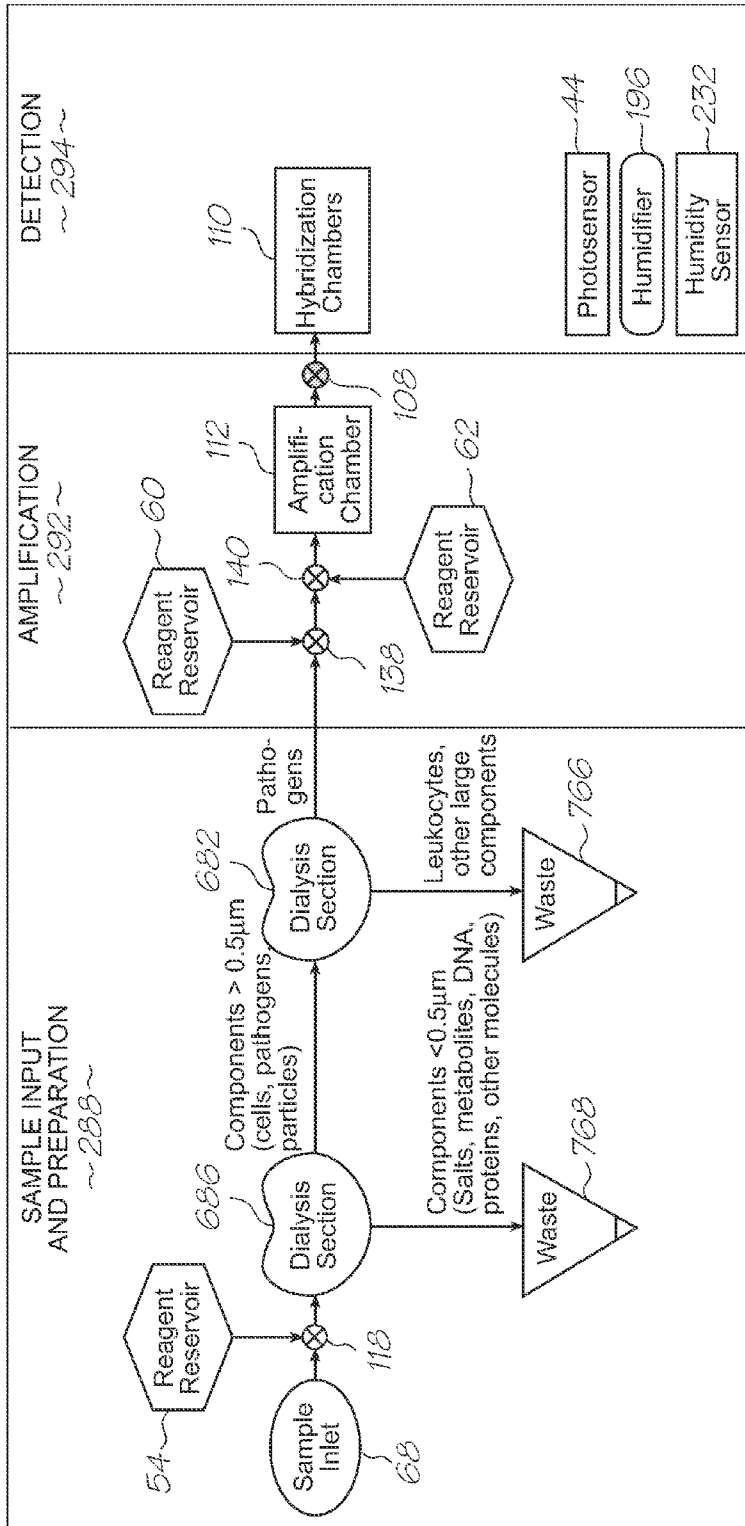 SAMPLE INPUT
AND PREPARATION
~288~
54
Reagent
Reservoir
Sample
Inlet
68
118
686
Dialysis
Section
Components > 0.5µm
(cells, pathogens,
particles)
Components <0.5µm
(Salts, metabolites, DNA,
proteins, other molecules)
Waste
768
682
Dialysis
Section
Patho-
gens
Leukocytes,
other large
components
Waste
766
AMPLIFICATION
~292~
60
Reagent
Reservoir
138
140
Reagent
Reservoir
62
112
Amplifi-
cation
Chamber
108
DETECTION
~294~
110
Hybridization
Chambers
Photosensor
44
Humidifier
196
Humidity
Sensor
232